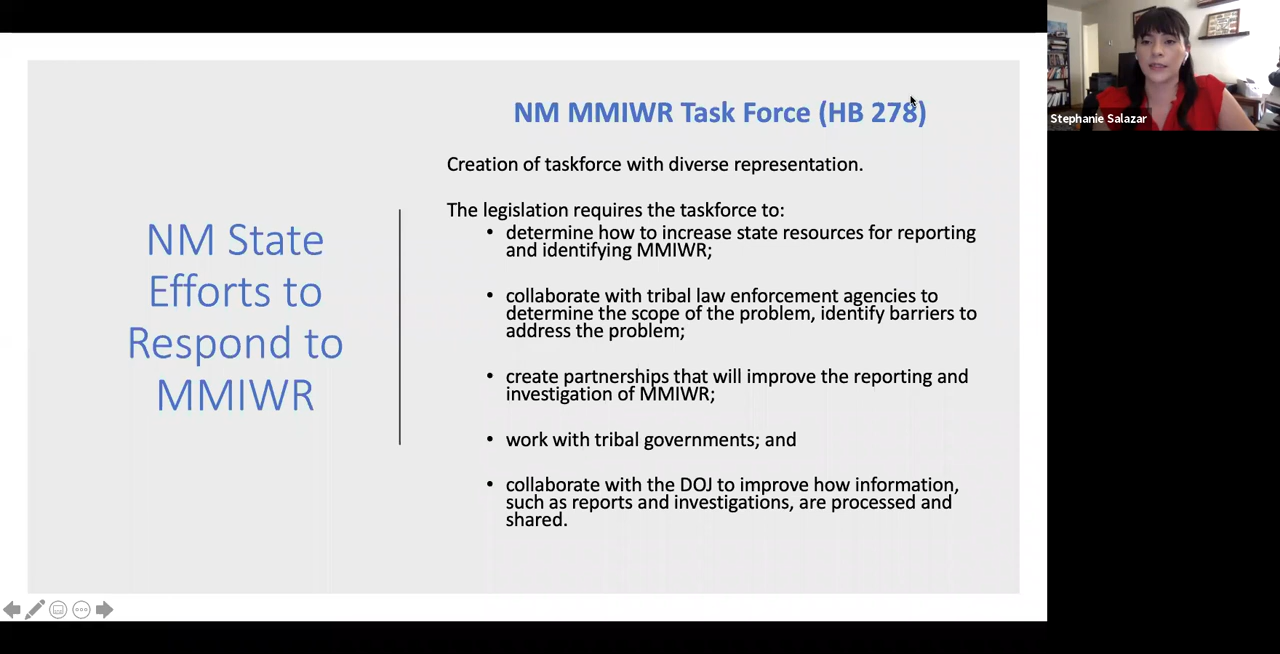 NM State
Efforts to
Respond to
MMIWR
NM MMIWR Task Force (HB 278)
Creation of taskforce with diverse representation.
The legislation requires the taskforce to:
• determine how to increase state resources for reporting
and identifying MMIWR;
• collaborate with tribal law enforcement agencies to
determine the scope of the problem, identify barriers to
address the problem;
• create partnerships that will improve the reporting and
investigation of MMIWR;
• work with tribal governments; and
• collaborate with the DOJ to improve how information,
such as reports and investigations, are processed and
shared.
Stephanie Salazar